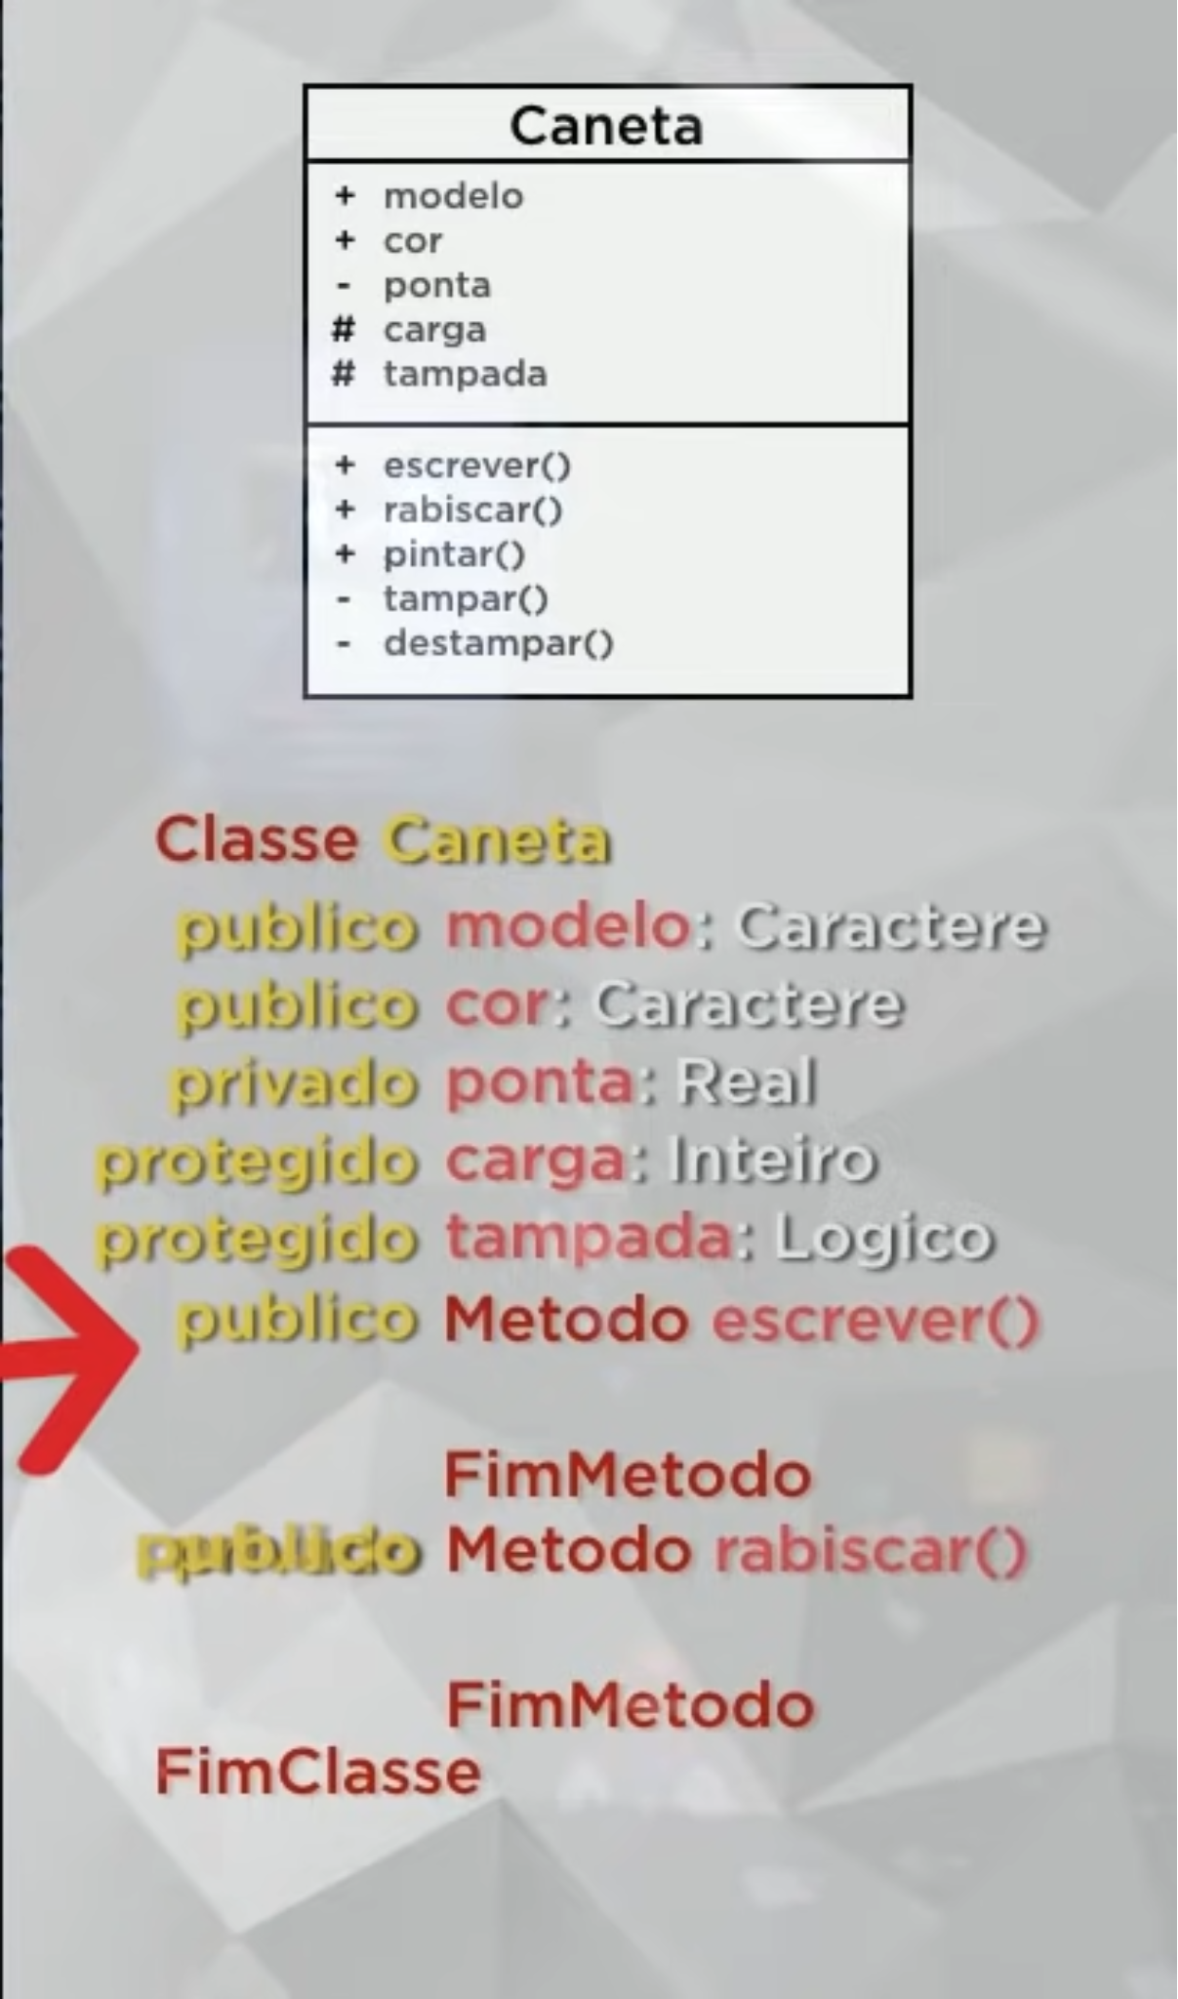 Caneta
+ modelo
+ cor
- ponta
# carga
# tampada
+ escrever()
+ rabiscar()
+ pintar()
- tampar()
- destampar()
Classe Caneta
publico modelo: Caractere
publico cor: Caractere
privado ponta: Real
protegido carga: Inteiro
protegido tampada: Logico
publico Metodo escrever()
FimMetodo
Metodo rabiscar()
FimMetodo
FimClasse